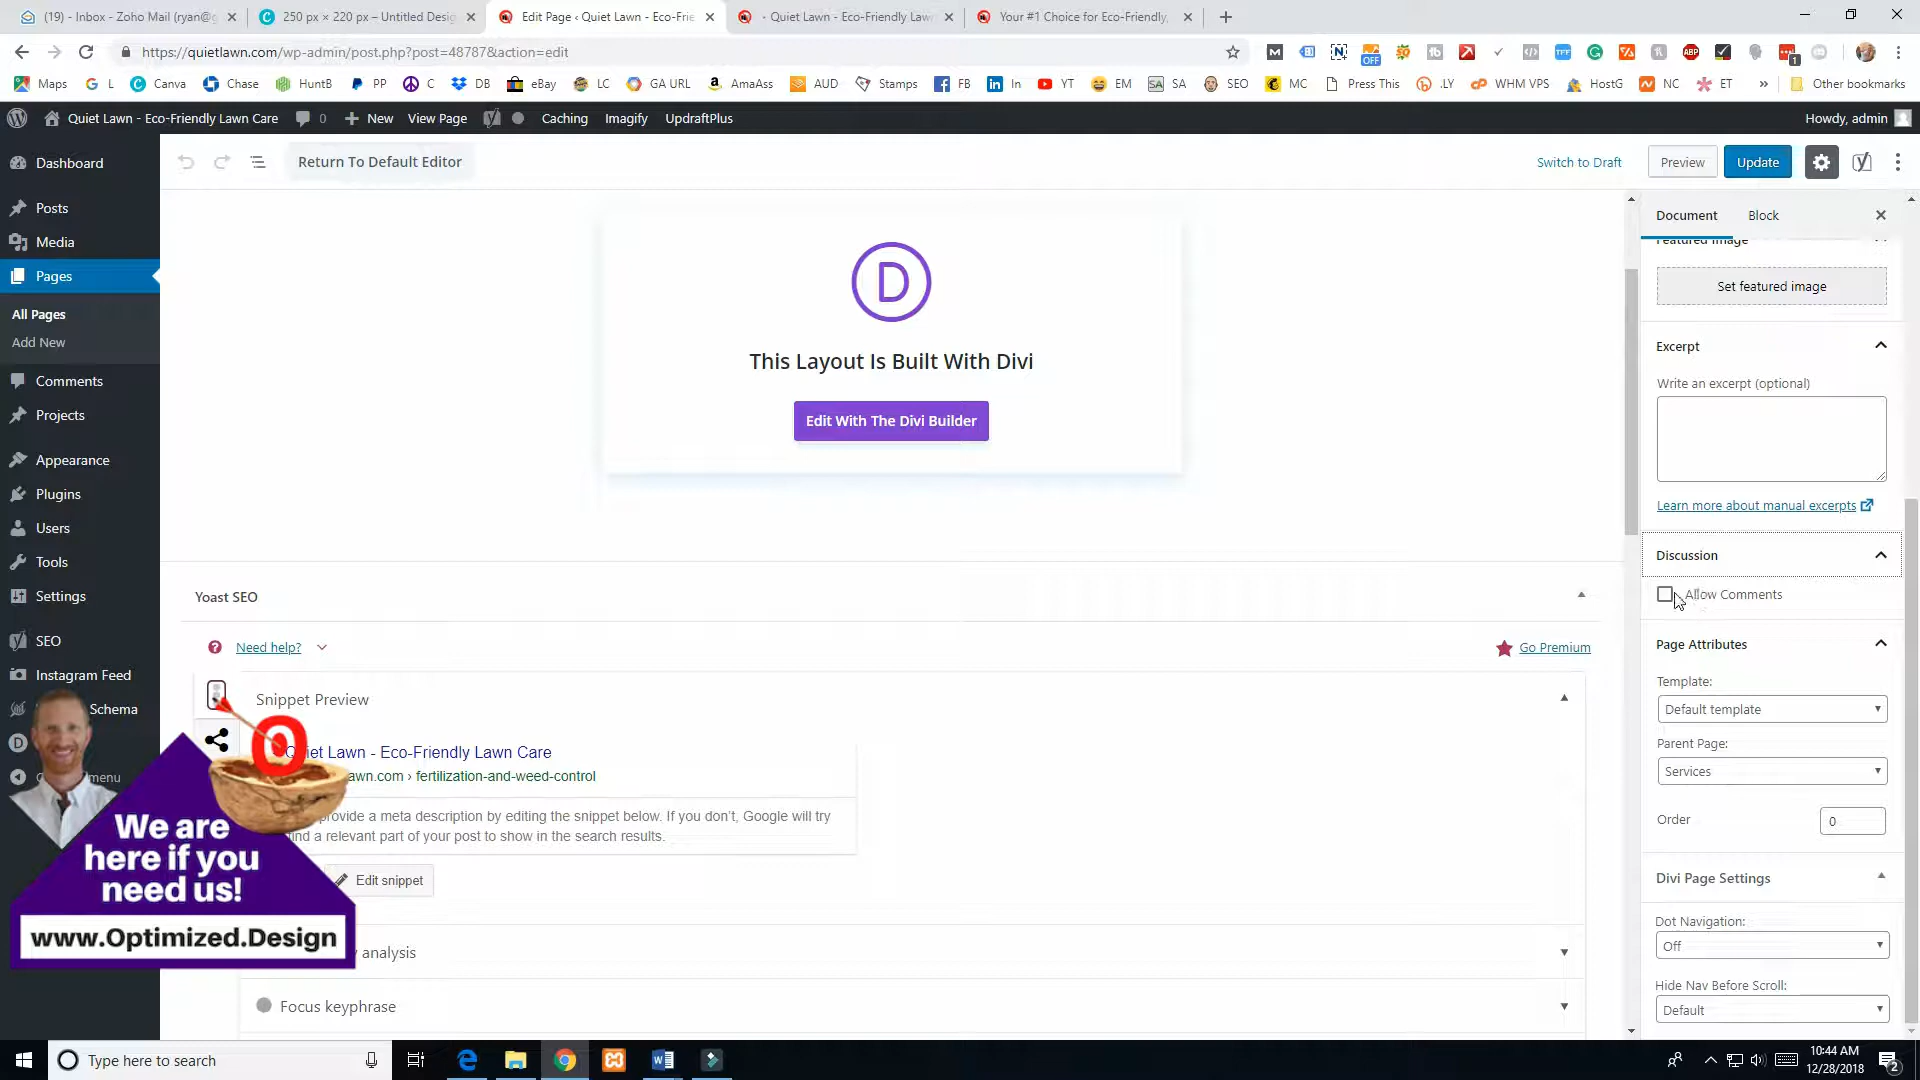 (19) - Inbox - Zoho Mail (ryan@
250 px × 220 px – Untitled Desig
Edit Page ‹ Quiet Lawn - Eco-Frie
- Quiet Lawn - Eco-Friendly Law
Your #1 Choice for Eco-Friendly,
https://quietlawn.com/wp-admin/post.php?post=48787&action=edit
Maps
L
Canva
Chase
HuntB
PP
C
DB
eBay
LC
GA URL
AmaAss
AUD
Stamps
FB
In
YT
EM
SA
SEO
MC
Press This
.LY
WHM VPS
HostG
NC
ET
»
Other bookmarks
Quiet Lawn - Eco-Friendly Lawn Care
0
New
View Page
Caching
Imagify
UpdraftPlus
Howdy, admin
Dashboard
Posts
Media
Pages
All Pages
Add New
Comments
Projects
Appearance
Plugins
Users
Tools
Settings
SEO
Instagram Feed
Schema
menu
Return To Default Editor
Switch to Draft
Preview
Update
D
This Layout Is Built With Divi
Edit With The Divi Builder
Yoast SEO
Need help?
Go Premium
Snippet Preview
Quiet Lawn - Eco-Friendly Lawn Care
awn.com › fertilization-and-weed-control
provide a meta description by editing the snippet below. If you don't, Google will try
find a relevant part of your post to show in the search results.
Edit snippet
analysis
Focus keyphrase
We are
here if you
need us!
www.Optimized.Design
Document
Block
Featured Image
Set featured image
Excerpt
Write an excerpt (optional)
Learn more about manual excerpts
Discussion
Allow Comments
Page Attributes
Template:
Default template
Parent Page:
Services
Order
0
Divi Page Settings
Dot Navigation:
Off
Hide Nav Before Scroll:
Default
Type here to search
10:44 AM
12/28/2018
2